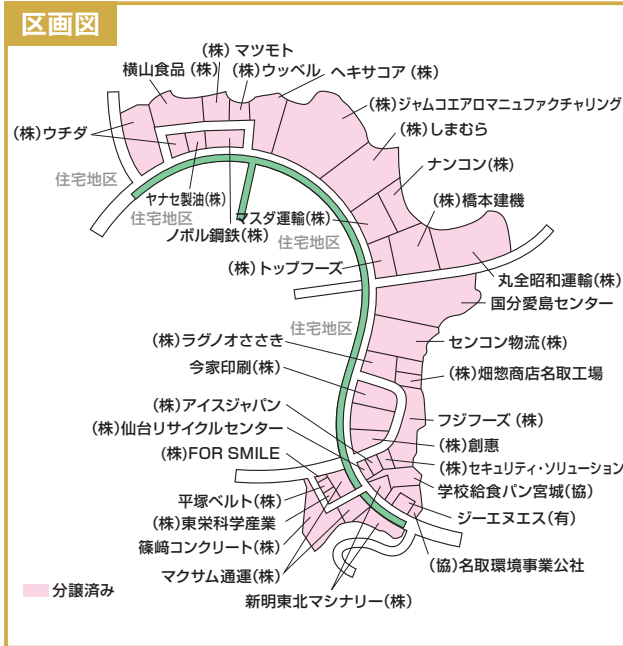 区画図
(株) マツモト
横山食品 (株)
(株)ウッベル
ヘキサコア (株)
(株)ジャムコエアロマニュファクチャリング
(株)ウチダ
(株)しまむら
ナンコン(株)
住宅地区
ヤナセ製油(株)
(株)橋本建機
住宅地区
マスダ運輸(株)
ノボル鋼鉄(株)
住宅地区
(株)トップフーズ
丸全昭和運輸(株)
国分愛島センター
住宅地区
(株)ラグノオささき
センコン物流(株)
今家印刷(株)
(株)畑惣商店名取工場
(株)アイスジャパン
フジフーズ (株)
(株)仙台リサイクルセンター
(株)創惠
(株)FOR SMILE
(株)セキュリティ・ソリューション
学校給食パン宮城(協)
平塚ベルト(株)
ジーエヌエス(有)
(株)東栄科学産業
篠﨑コンクリート(株)
(協)名取環境事業公社
マクサム通運(株)
分譲済み
新明東北マシナリー(株)